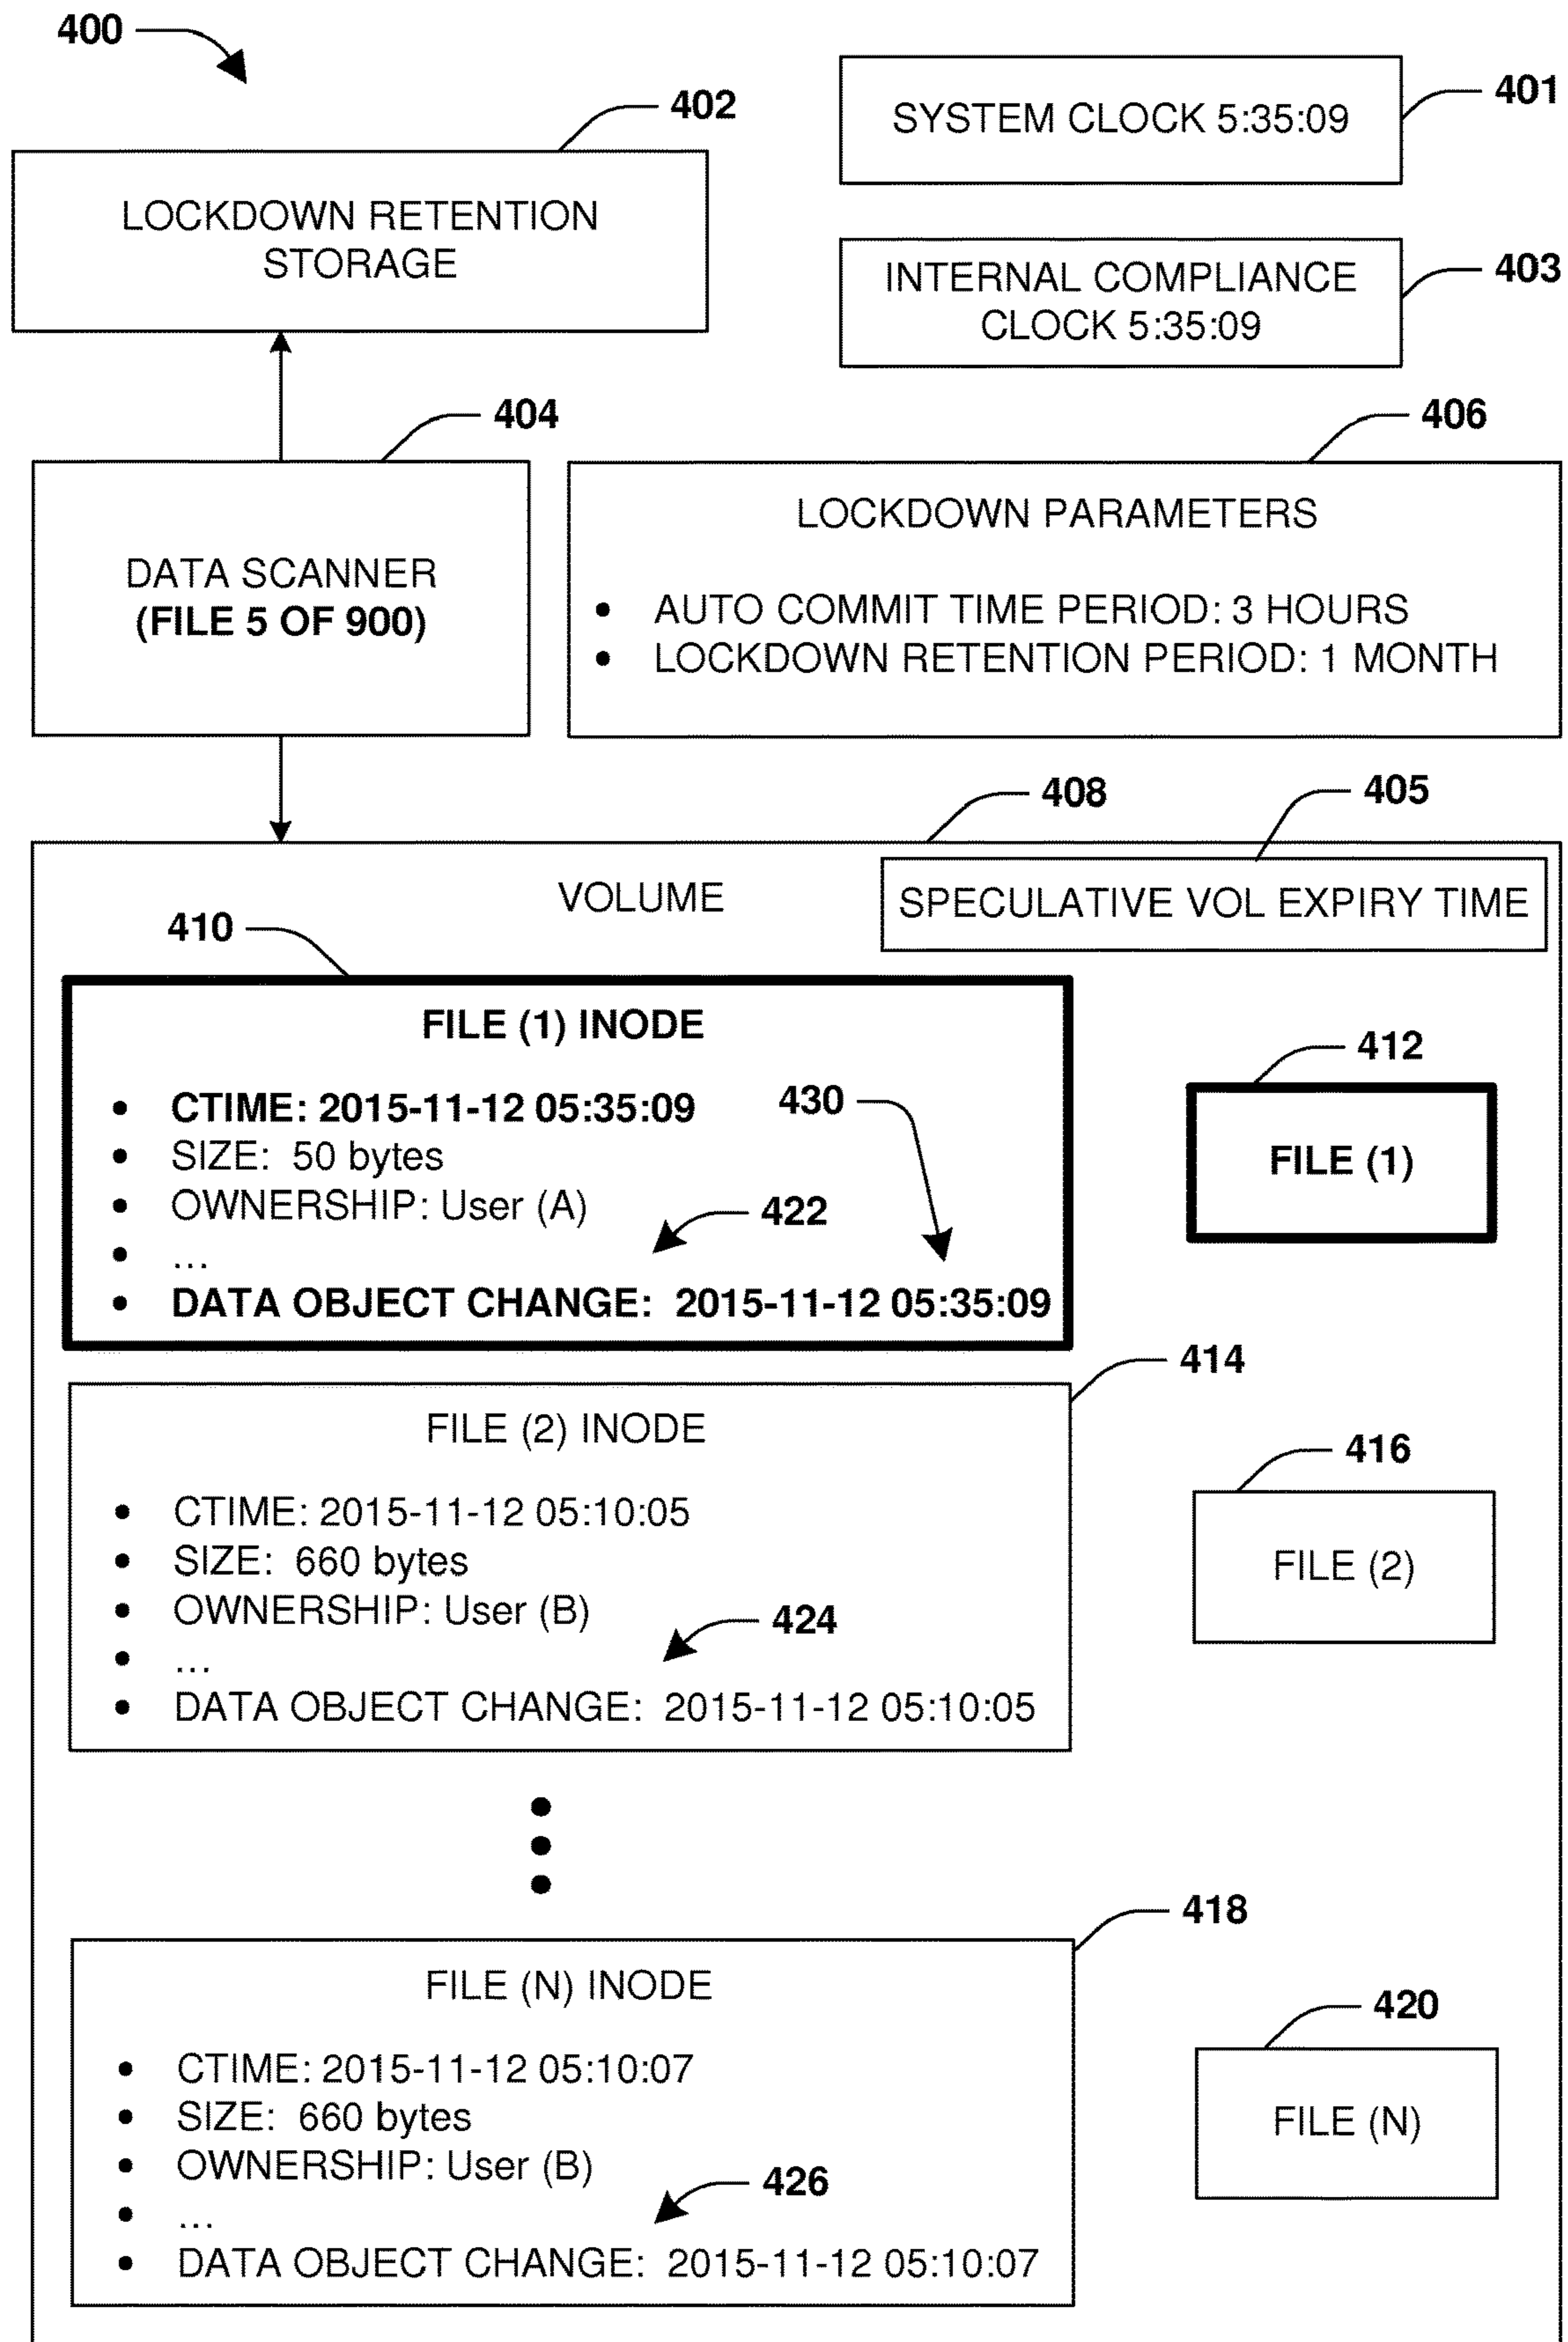 400
402
LOCKDOWN RETENTION
STORAGE
SYSTEM CLOCK 5:35:09
401
INTERNAL COMPLIANCE
CLOCK 5:35:09
403
404
DATA SCANNER
(FILE 5 OF 900)
406
LOCKDOWN PARAMETERS
• AUTO COMMIT TIME PERIOD: 3 HOURS
• LOCKDOWN RETENTION PERIOD: 1 MONTH
408
405
VOLUME
SPECULATIVE VOL EXPIRY TIME
410
FILE (1) INODE
• CTIME: 2015-11-12 05:35:09
430
• SIZE: 50 bytes
• OWNERSHIP: User (A)
422
• ...
• DATA OBJECT CHANGE: 2015-11-12 05:35:09
412
FILE (1)
414
FILE (2) INODE
• CTIME: 2015-11-12 05:10:05
• SIZE: 660 bytes
• OWNERSHIP: User (B)
424
• ...
• DATA OBJECT CHANGE: 2015-11-12 05:10:05
416
FILE (2)
418
FILE (N) INODE
• CTIME: 2015-11-12 05:10:07
• SIZE: 660 bytes
• OWNERSHIP: User (B)
426
• ...
• DATA OBJECT CHANGE: 2015-11-12 05:10:07
420
FILE (N)